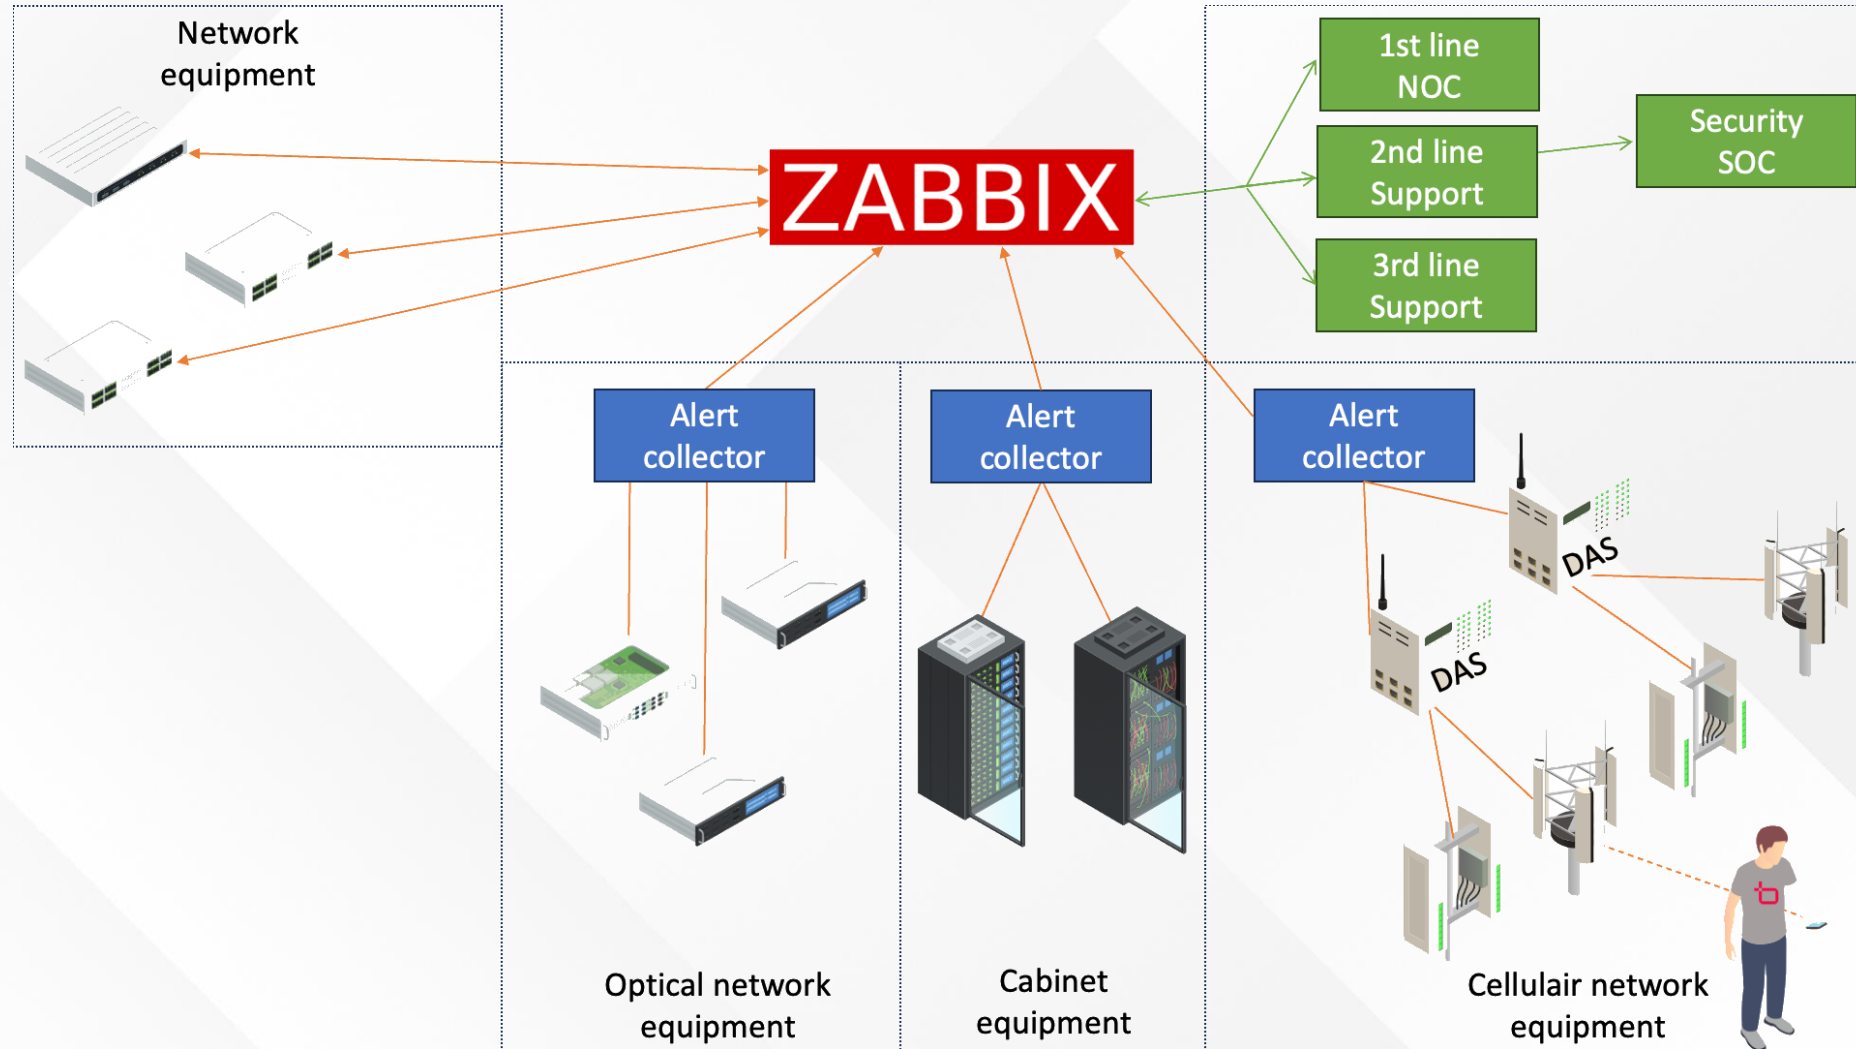 Network
equipment
ZABBIX
1st line
NOC
2nd line
Support
3rd line
Support
Security
SOC
Alert
collector
Alert
collector
Alert
collector
DAS
DAS
Optical network
equipment
Cabinet
equipment
Cellulair network
equipment